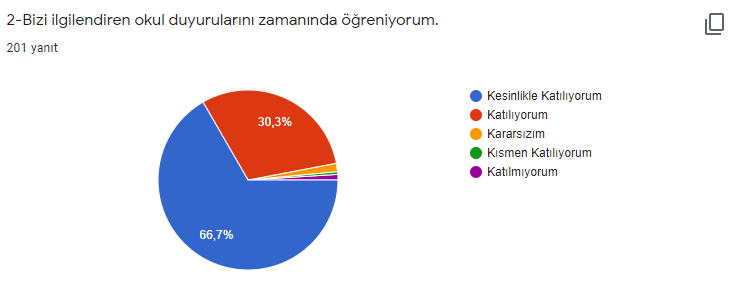 2-Bizi ilgilendiren okul duyurularını zamanında öğreniyorum.
201 yanıt
30,3%
66,7%
Kesinlikle Katılıyorum
Katılıyorum
Kararsızım
Kısmen Katılıyorum
Katılmıyorum